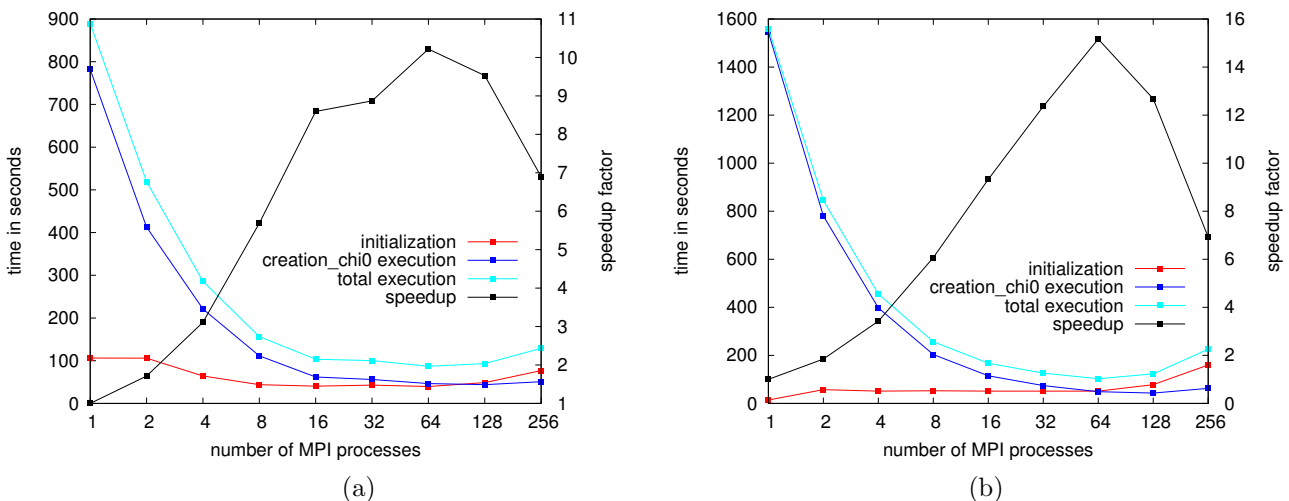 900
800
700
600
500
400
300
200
100
0
time in seconds
11
10
9
8
7
6
5
4
3
2
1
speedup factor
initialization
creation_chi0 execution
total execution
speedup
1 2 4 8 16 32 64 128 256
number of MPI processes
(a)
1600
1400
1200
1000
800
600
400
200
0
time in seconds
16
14
12
10
8
6
4
2
0
speedup factor
initialization
creation_chi0 execution
total execution
speedup
1 2 4 8 16 32 64 128 256
number of MPI processes
(b)